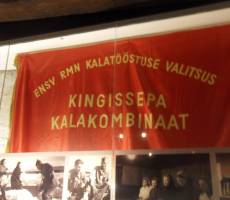 ENSV RMN KALATÖÖSTUSE VALITSUS
KINGISSEPA
KALAKOMBINAAT